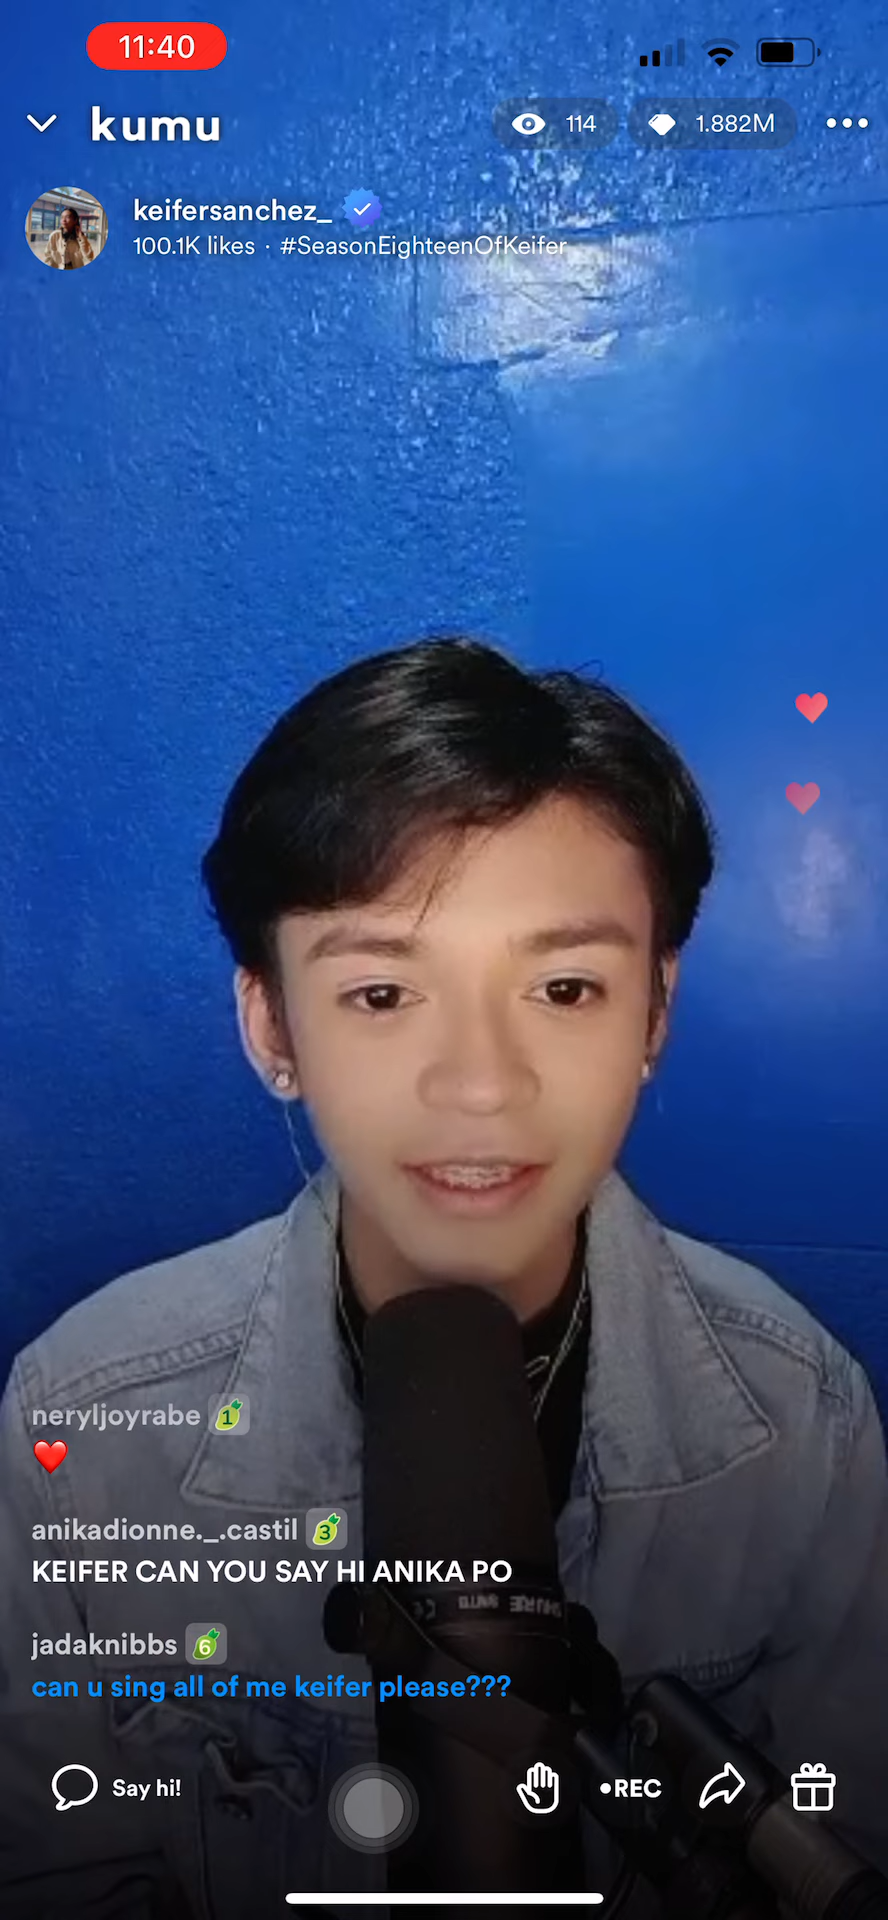 11:40
kumu
114
1.882M
keifersanchez_
100.1K likes · #SeasonEighteenOfKeifer
neryljoyrabe 1
anikadionne._.castil 3
KEIFER CAN YOU SAY HI ANIKA PO
SHURE
jadaknibbs 6
can u sing all of me keifer please???
Say hi!
•REC